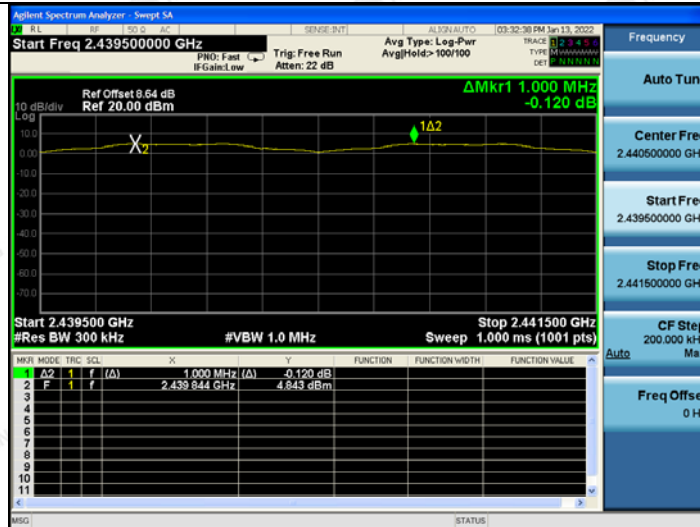 Agilent Spectrum Analyzer - Swept SA
RL RF 50 Ω AC SENSE:INT ALIGN AUTO 03:32:38 PM Jan 13, 2022
Start Freq 2.439500000 GHz
PNO: Fast
IFGain:Low
Trig: Free Run
Atten: 22 dB
Avg Type: Log-Pwr
Avg|Hold:> 100/100
TRACE 1 2 3 4 5 6
TYPE M
DET P N N N N N
ΔMkr1 1.000 MHz
-0.120 dB
Ref Offset 8.64 dB
10 dB/div Ref 20.00 dBm
Log
10.0
0.00
-10.0
-20.0
-30.0
-40.0
-50.0
-60.0
-70.0
X2
1Δ2
Start 2.439500 GHz Stop 2.441500 GHz
#Res BW 300 kHz #VBW 1.0 MHz Sweep 1.000 ms (1001 pts)
MKR MODE TRC SCL X Y FUNCTION FUNCTION WIDTH FUNCTION VALUE
1 Δ2 1 f (Δ) 1.000 MHz (Δ) -0.120 dB
2 F 1 f 2.439 844 GHz 4.843 dBm
3
4
5
6
7
8
9
10
11
MSG STATUS
Frequency
Auto Tun
Center Fre
2.440500000 GH
Start Fre
2.439500000 GH
Stop Fre
2.441500000 GH
CF Step
200.000 kH
Auto Ma
Freq Offse
0 H